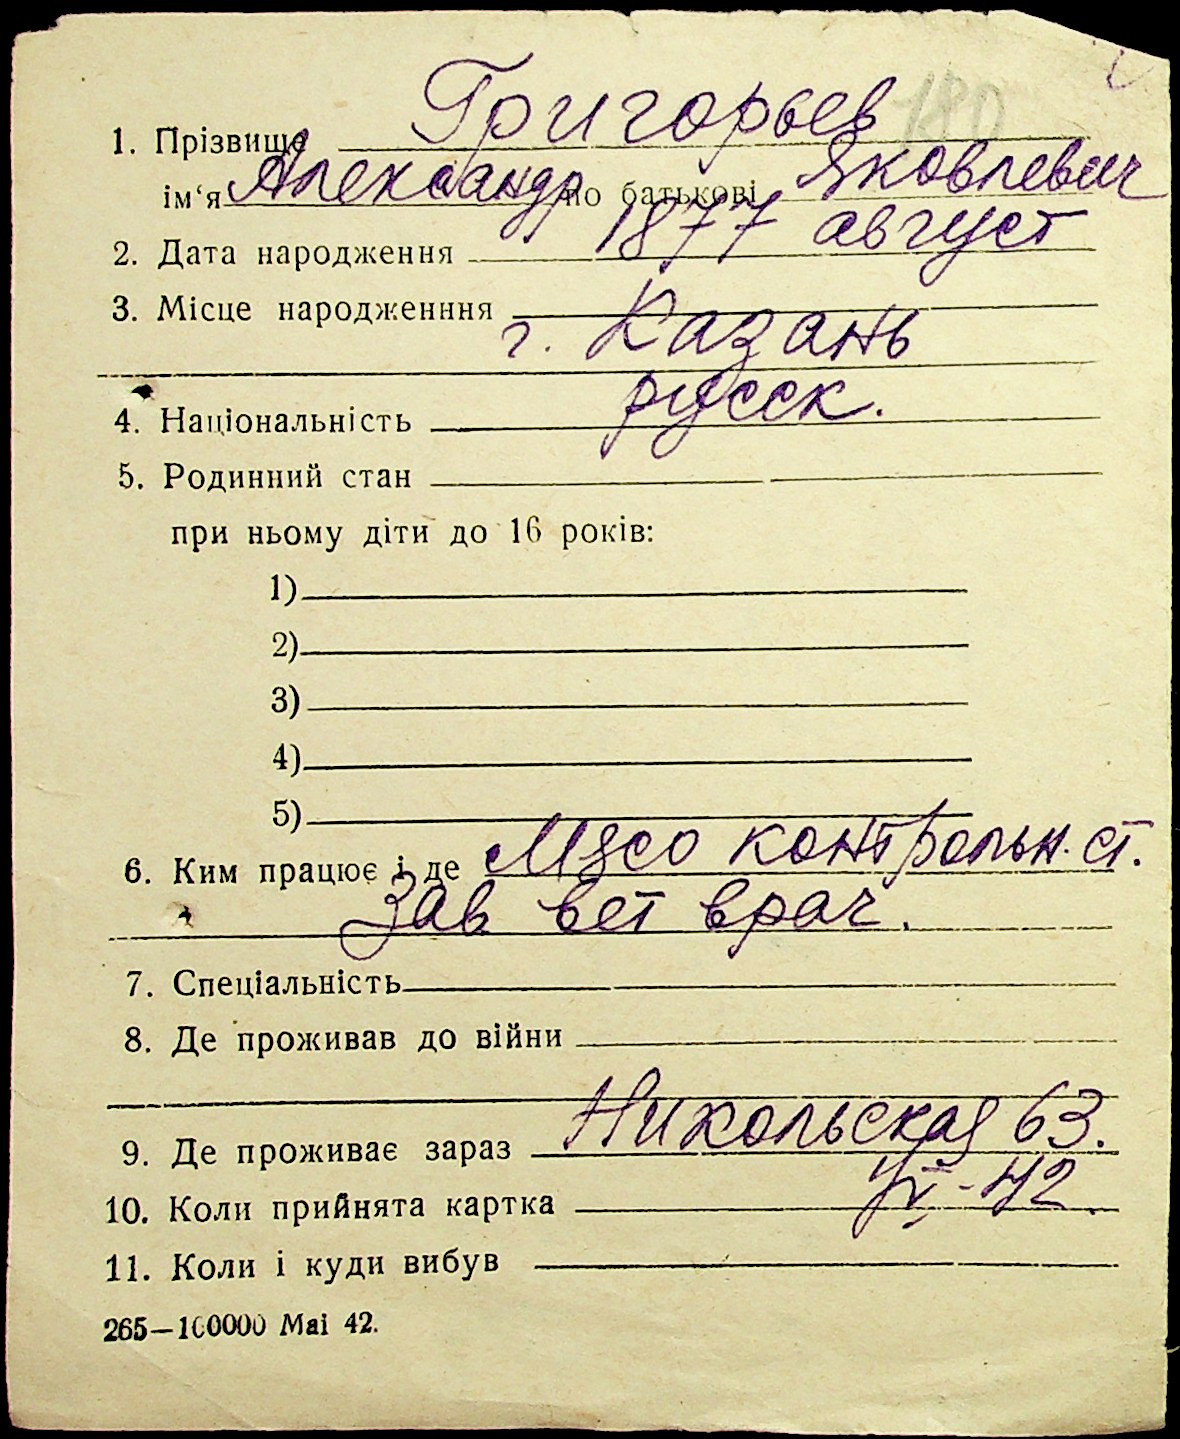 180
1. Прізвище Григорьев
ім‘я Александр по батькові Яковлевич
2. Дата народження 1877 август
3. Місце народженння
г. Казань
4. Національність русск.
5. Родинний стан
при ньому діти до 16 років:
1)
2)
3)
4)
5)
6. Ким працює і де Мясо контрольн. ст.
Зав вет врач.
7. Спеціальність
8. Де проживав до війни
9. Де проживає зараз Никольская 63.
10. Коли прийнята картка -42.
11. Коли і куди вибув
265—100000 Mai 42.